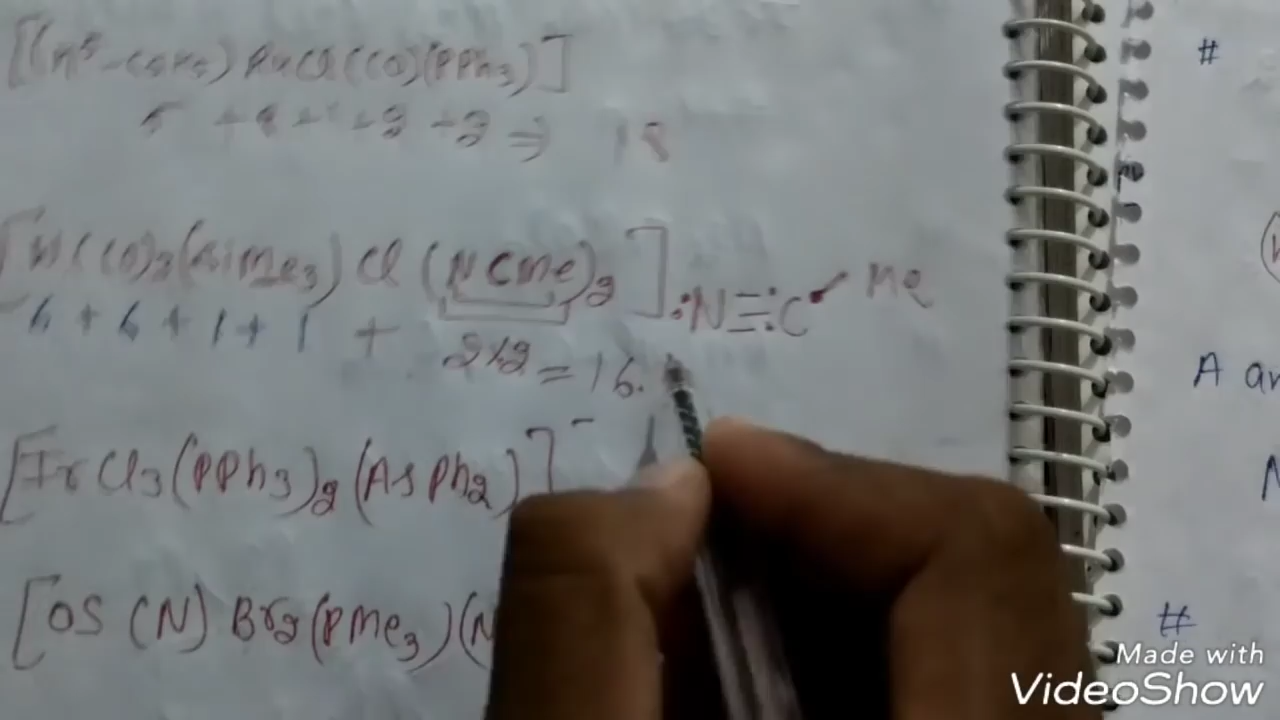 [(η⁵-C₅H₅) RuCl(CO)(PPh₃)]
5 + 8 + 1 + 2 + 2 ⇒ 18
[W(CO)₃(SiMe₃) Cl (NCMe)₂] :N≡C Me
6 + 6 + 1 + 1 + 2×2 = 16.
[IrCl₃(PPh₃)₂(AsPh₂)]⁻
[OS (N) Br₂(PMe₃)(N
#
A an
N
#
Made with
VideoShow